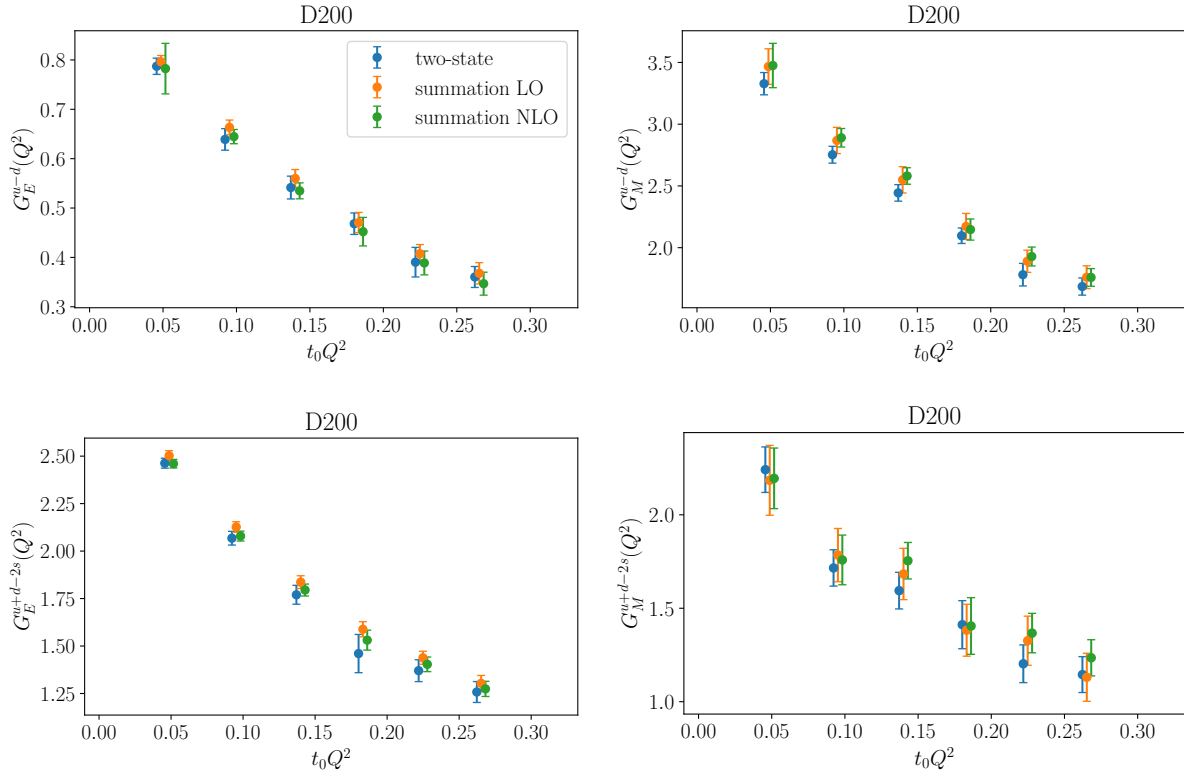 D200
0.8
0.7
0.6
0.5
0.4
0.3
$G_E^{u-d}(Q^2)$
two-state
summation LO
summation NLO
0.00 0.05 0.10 0.15 0.20 0.25 0.30
$t_0Q^2$
D200
3.5
3.0
2.5
2.0
$G_M^{u-d}(Q^2)$
0.00 0.05 0.10 0.15 0.20 0.25 0.30
$t_0Q^2$
D200
2.50
2.25
2.00
1.75
1.50
1.25
$G_E^{u+d-2s}(Q^2)$
0.00 0.05 0.10 0.15 0.20 0.25 0.30
$t_0Q^2$
D200
2.0
1.5
1.0
$G_M^{u+d-2s}(Q^2)$
0.00 0.05 0.10 0.15 0.20 0.25 0.30
$t_0Q^2$